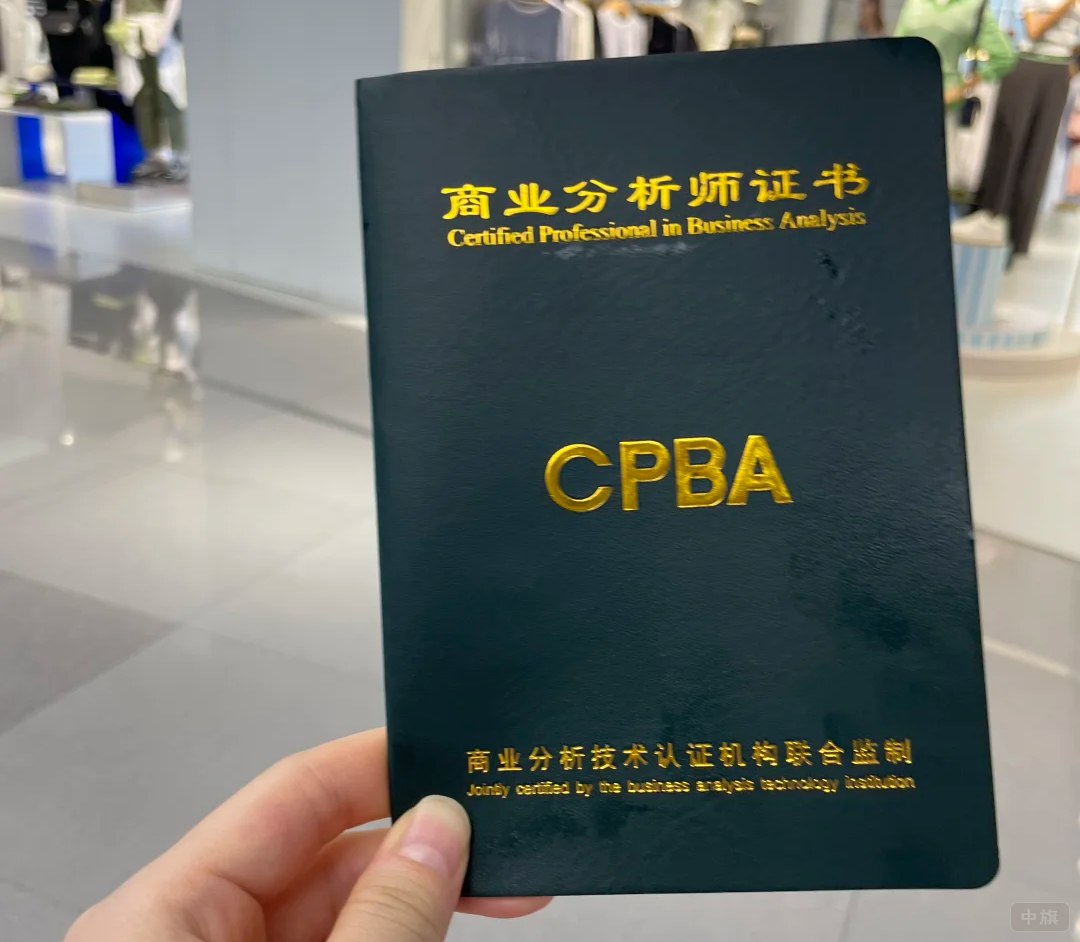 商业分析师证书
Certified Professional in Business Analysis
CPBA
商业分析技术认证机构联合监制
Jointly certified by the business analysis technology institution
中旗